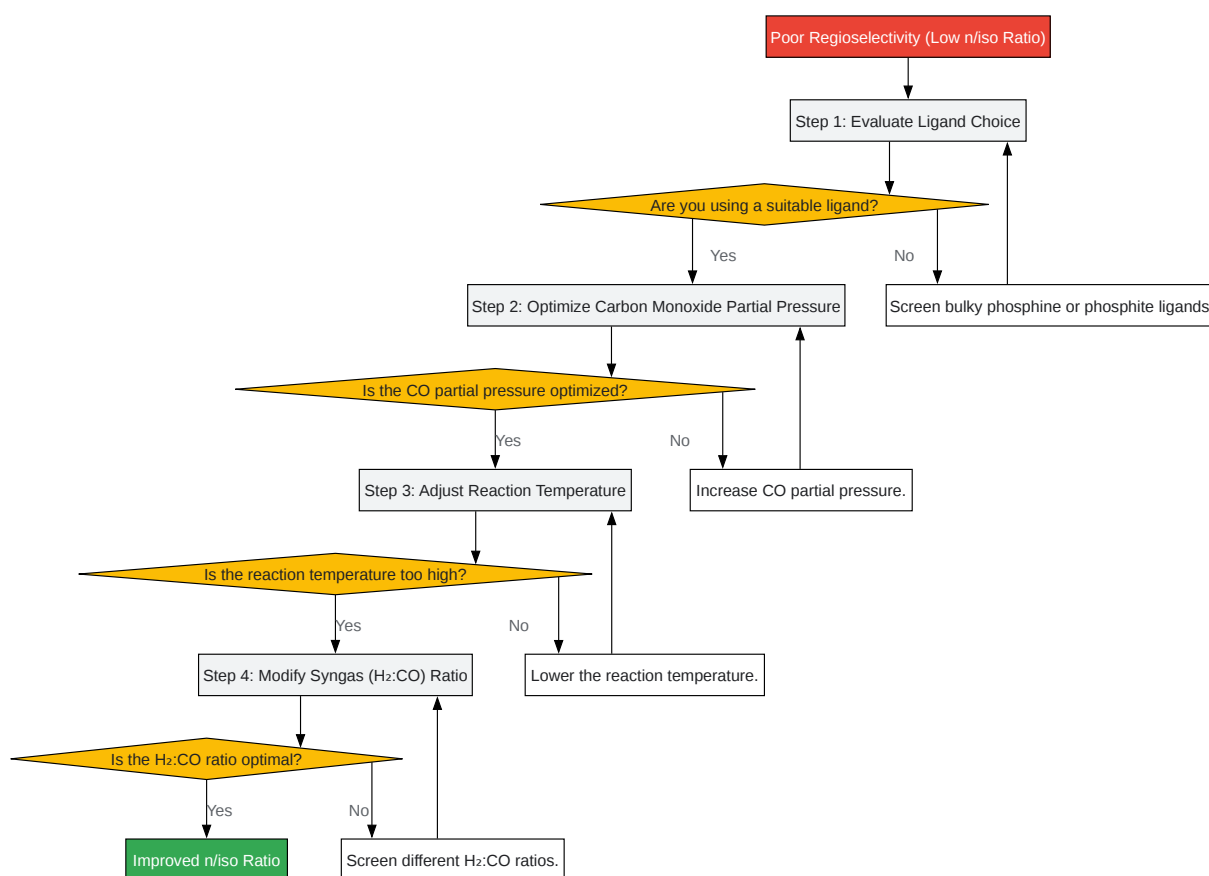 Poor Regioselectivity (Low n/iso Ratio)
Step 1: Evaluate Ligand Choice
Are you using a suitable ligand?
Yes
No
Step 2: Optimize Carbon Monoxide Partial Pressure
Screen bulky phosphine or phosphite ligands
Is the CO partial pressure optimized?
Yes
No
Step 3: Adjust Reaction Temperature
Increase CO partial pressure.
Is the reaction temperature too high?
Yes
No
Step 4: Modify Syngas (H₂:CO) Ratio
Lower the reaction temperature.
Is the H₂:CO ratio optimal?
Yes
No
Improved n/iso Ratio
Screen different H₂:CO ratios.